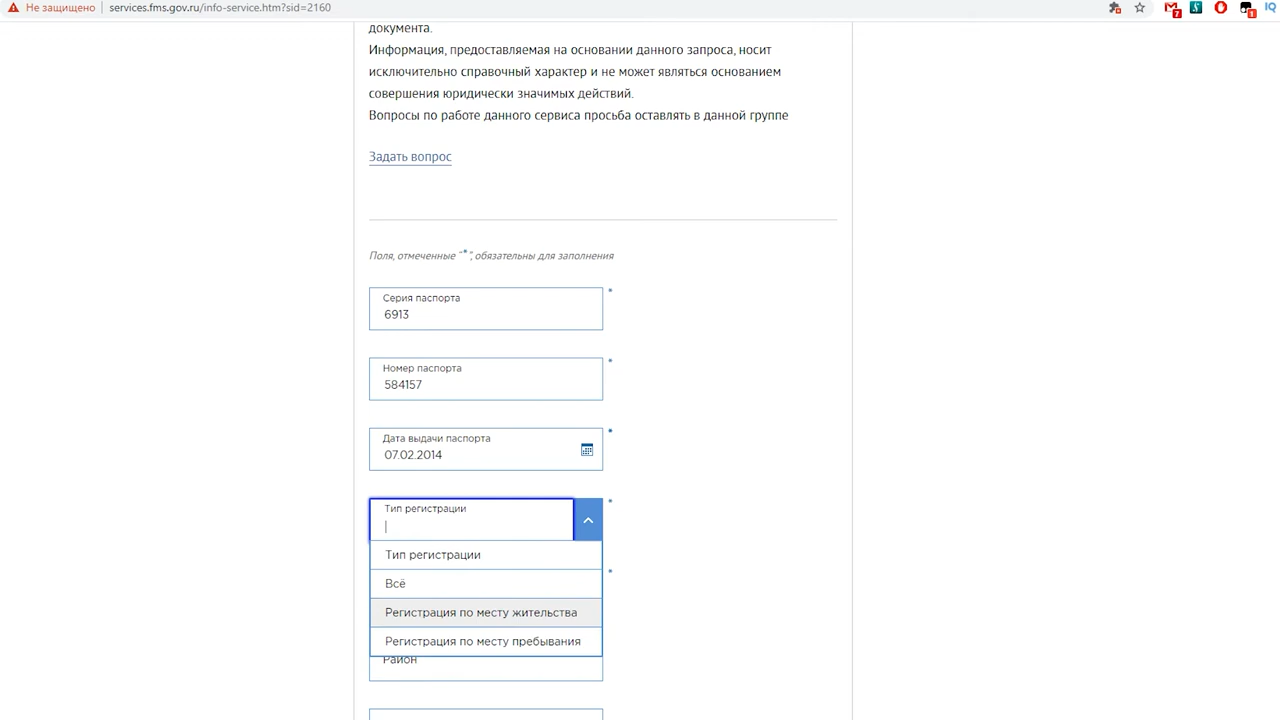 Не защищено services.fms.gov.ru/info-service.htm?sid=2160
7
1
IQ
документа.
Информация, предоставляемая на основании данного запроса, носит
исключительно справочный характер и не может являться основанием
совершения юридически значимых действий.
Вопросы по работе данного сервиса просьба оставлять в данной группе
Задать вопрос
Поля, отмеченные "*", обязательны для заполнения
Серия паспорта *
6913
Номер паспорта *
584157
Дата выдачи паспорта *
07.02.2014
Тип регистрации *
Тип регистрации
*
Всё
Регистрация по месту жительства
Регистрация по месту пребывания
Район